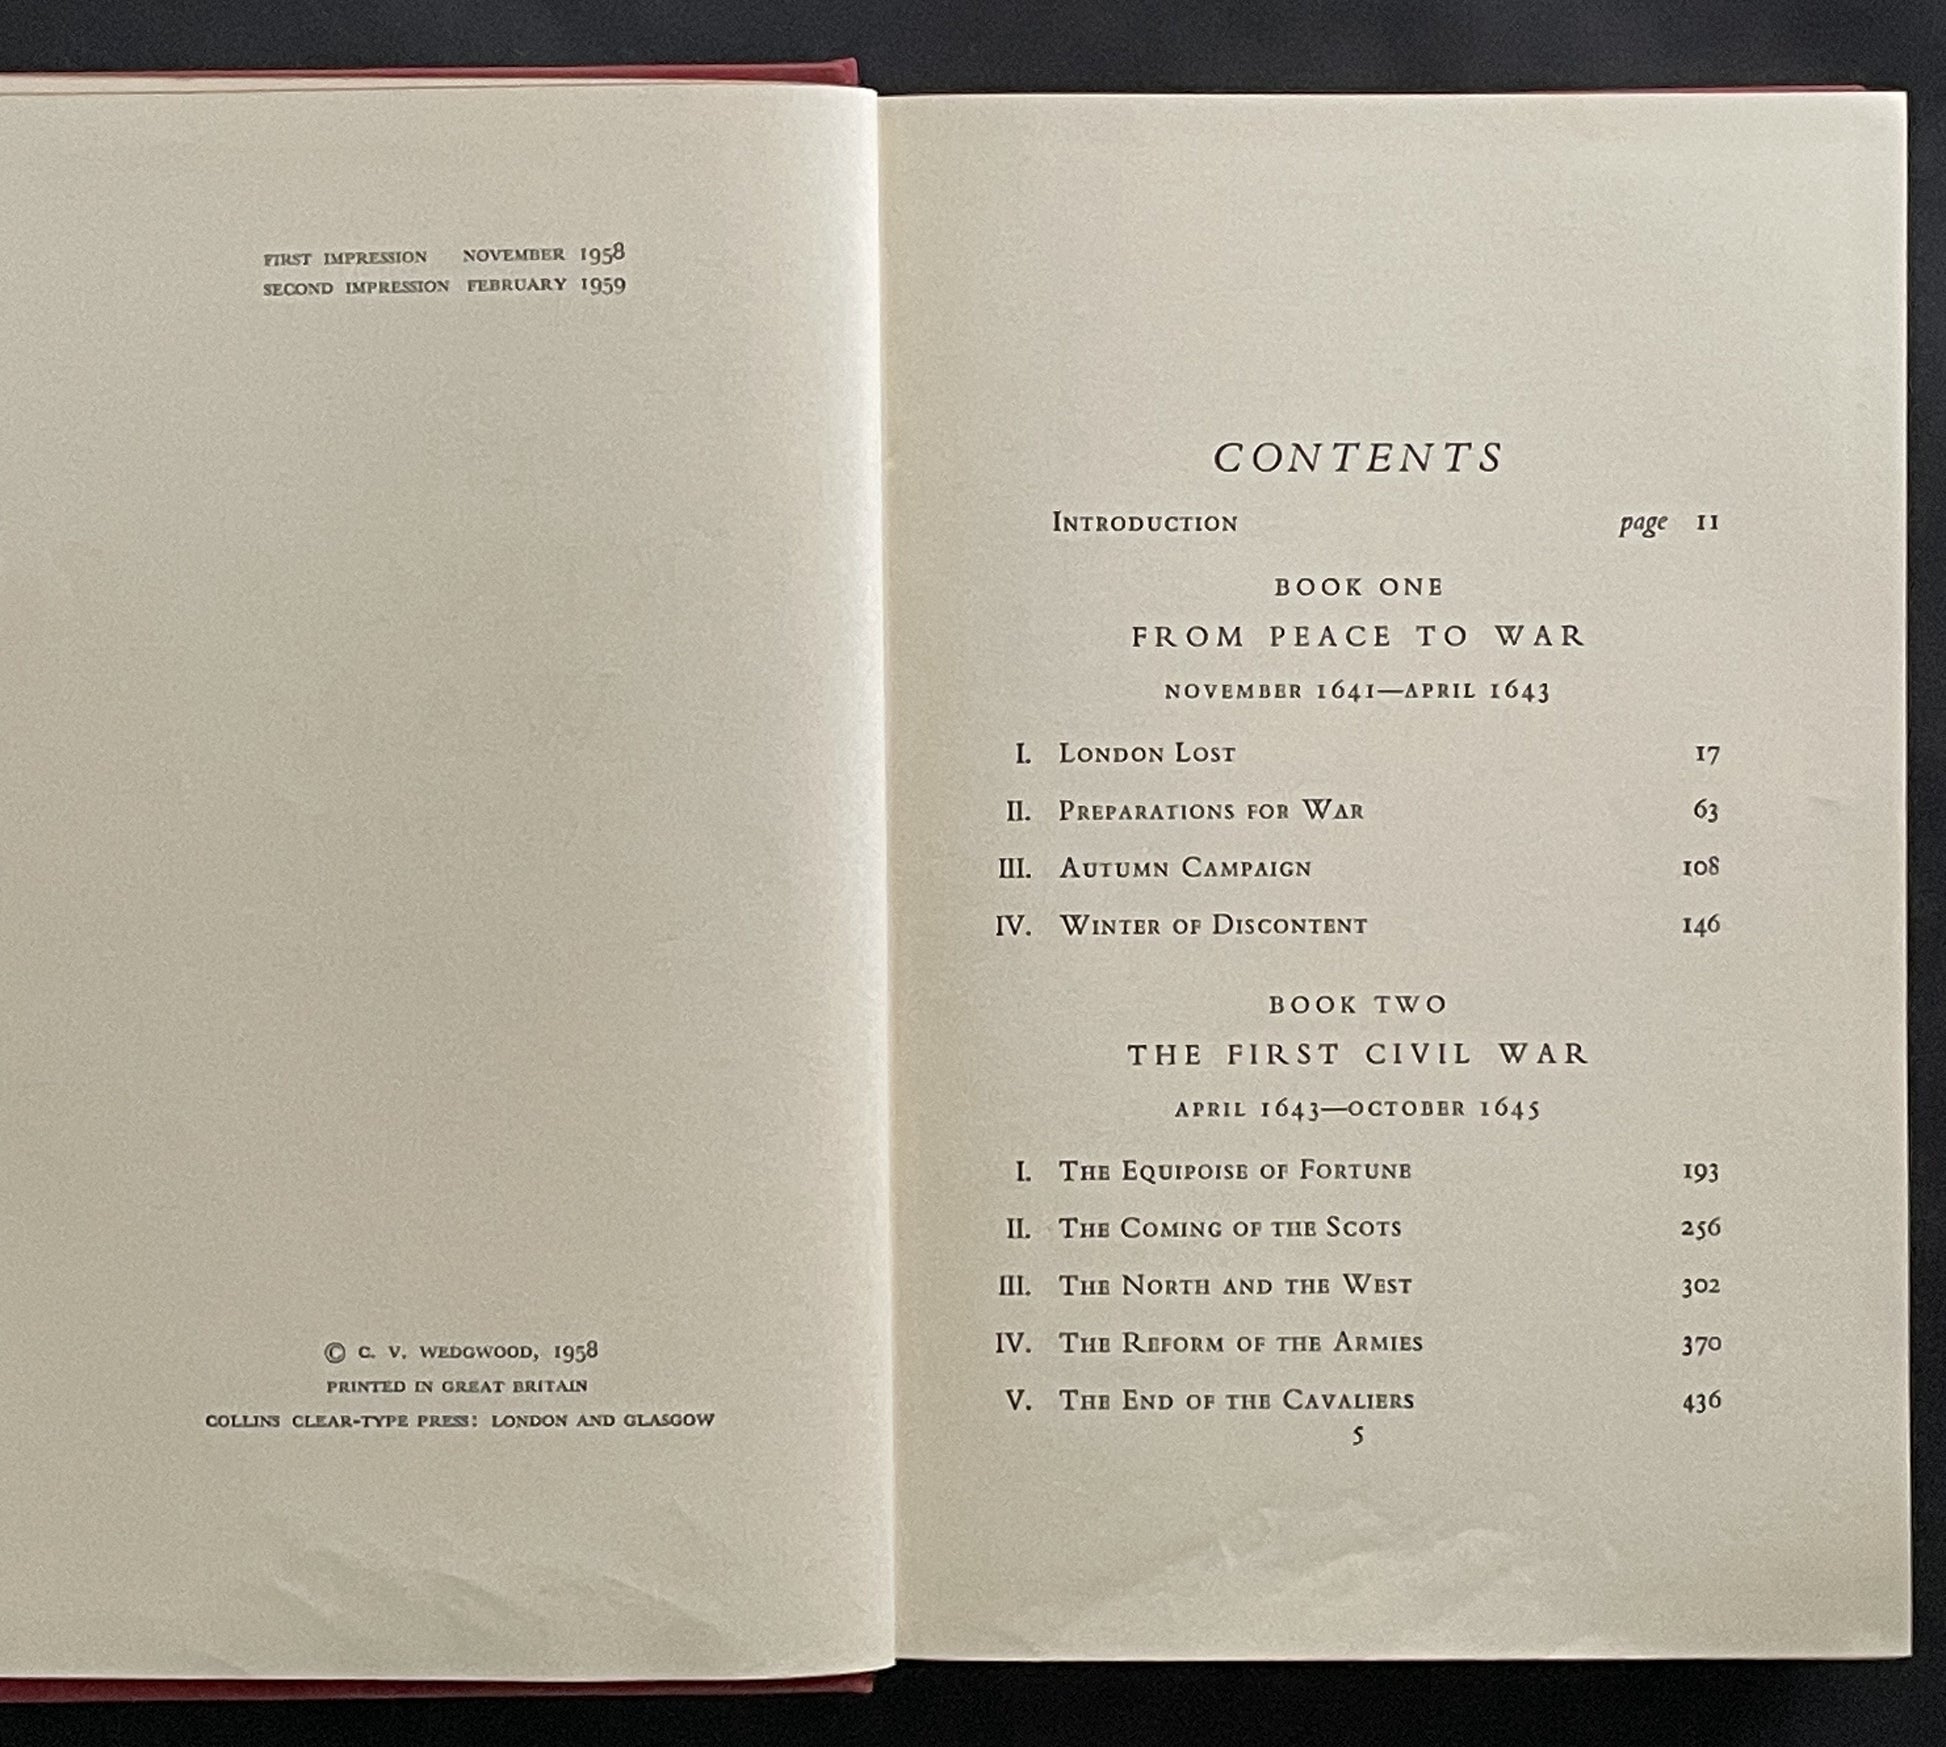 FIRST IMPRESSION NOVEMBER 1958
SECOND IMPRESSION FEBRUARY 1959
© C. V. WEDGWOOD, 1958
PRINTED IN GREAT BRITAIN
COLLINS CLEAR-TYPE PRESS: LONDON AND GLASGOW
CONTENTS
INTRODUCTION page 11
BOOK ONE
FROM PEACE TO WAR
NOVEMBER 1641—APRIL 1643
I. LONDON LOST 17
II. PREPARATIONS FOR WAR 63
III. AUTUMN CAMPAIGN 108
IV. WINTER OF DISCONTENT 146
BOOK TWO
THE FIRST CIVIL WAR
APRIL 1643—OCTOBER 1645
I. THE EQUIPOISE OF FORTUNE 193
II. THE COMING OF THE SCOTS 256
III. THE NORTH AND THE WEST 302
IV. THE REFORM OF THE ARMIES 370
V. THE END OF THE CAVALIERS 436
5